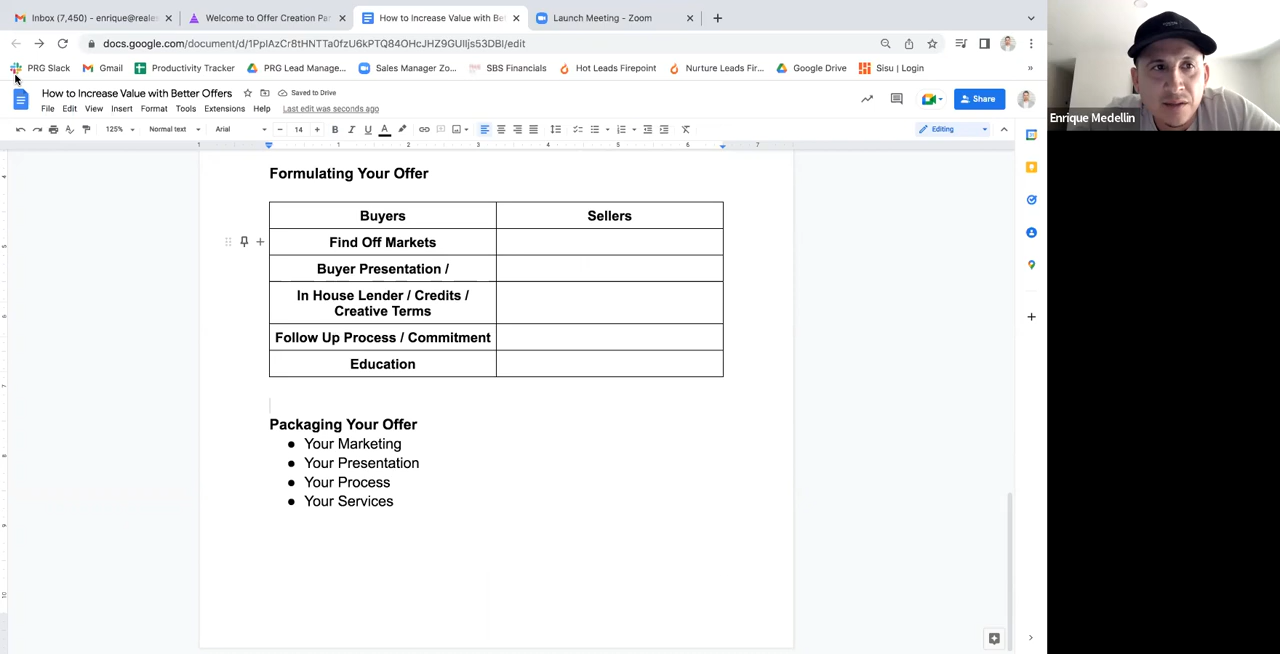 Inbox (7,450) - enrique@reales
Welcome to Offer Creation Par
How to Increase Value with Bet
Launch Meeting - Zoom
docs.google.com/document/d/1PpIAzCr8tHNTTa0fzU6kPTQ84OHcJHZ9GUlljs53DBI/edit
PRG Slack
Gmail
Productivity Tracker
PRG Lead Manage...
Sales Manager Zo...
SBS Financials
Hot Leads Firepoint
Nurture Leads Fir...
Google Drive
Sisu | Login
How to Increase Value with Better Offers
Saved to Drive
File Edit View Insert Format Tools Extensions Help Last edit was seconds ago
Share
125% Normal text Arial 14
Editing
Enrique Medellin
Formulating Your Offer
Buyers Sellers
Find Off Markets
Buyer Presentation /
In House Lender / Credits /
Creative Terms
Follow Up Process / Commitment
Education
Packaging Your Offer
● Your Marketing
● Your Presentation
● Your Process
● Your Services